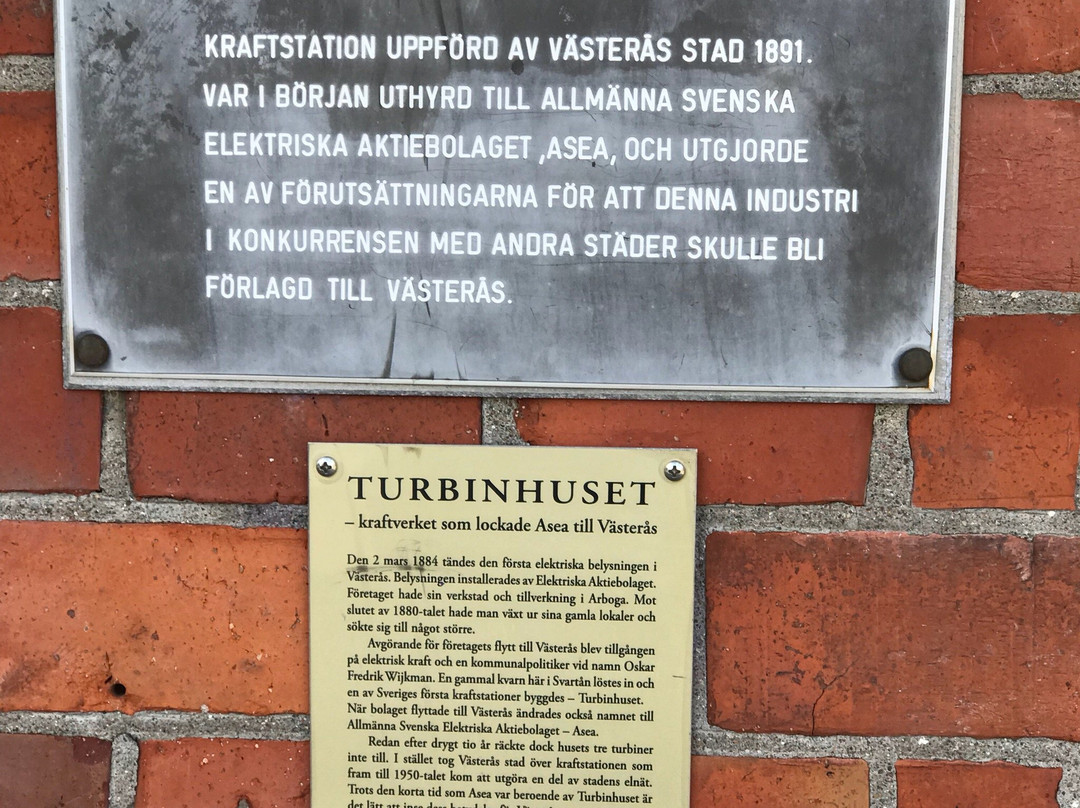 KRAFTSTATION UPPFÖRD AV VÄSTERÅS STAD 1891.
VAR I BÖRJAN UTHYRD TILL ALLMÄNNA SVENSKA
ELEKTRISKA AKTIEBOLAGET ,ASEA, OCH UTGJORDE
EN AV FÖRUTSÄTTNINGARNA FÖR ATT DENNA INDUSTRI
I KONKURRENSEN MED ANDRA STÄDER SKULLE BLI
FÖRLAGD TILL VÄSTERÅS.
TURBINHUSET
– kraftverket som lockade Asea till Västerås
Den 2 mars 1884 tändes den första elektriska belysningen i
Västerås. Belysningen installerades av Elektriska Aktiebolaget.
Företaget hade sin verkstad och tillverkning i Arboga. Mot
slutet av 1880-talet hade man växt ur sina gamla lokaler och
sökte sig till något större.
Avgörande för företagets flytt till Västerås blev tillgången
på elektrisk kraft och en kommunalpolitiker vid namn Oskar
Fredrik Wijkman. En gammal kvarn här i Svartån löstes in och
en av Sveriges första kraftstationer byggdes – Turbinhuset.
När bolaget flyttade till Västerås ändrades också namnet till
Allmänna Svenska Elektriska Aktiebolaget – Asea.
Redan efter drygt tio år räckte dock husets tre turbiner
inte till. I stället tog Västerås stad över kraftstationen som
fram till 1950-talet kom att utgöra en del av stadens elnät.
Trots den korta tid som Asea var beroende av Turbinhuset är
det lätt att inse dess